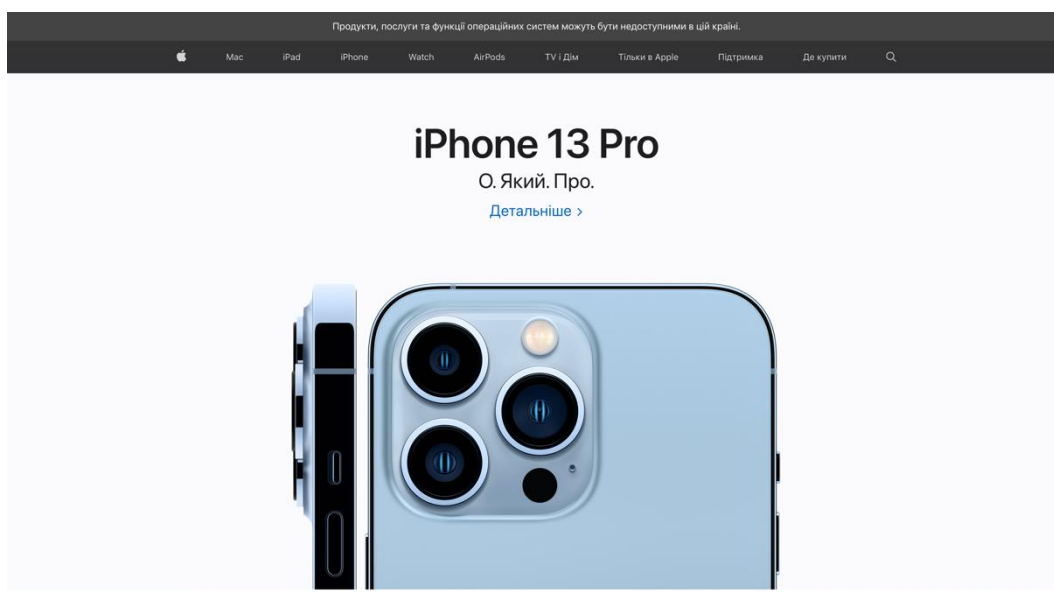 Продукти, послуги та функції операційних систем можуть бути недоступними в цій країні.
Mac iPad iPhone Watch AirPods TV і Дім Тільки в Apple Підтримка Де купити
iPhone 13 Pro
О. Який. Про.
Детальніше >